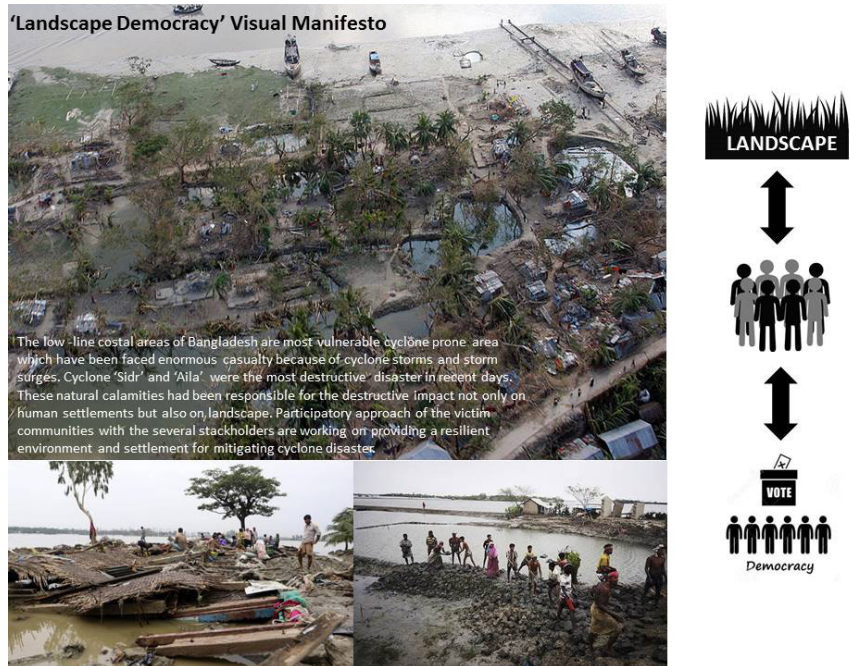 ‘Landscape Democracy’ Visual Manifesto
The low -line costal areas of Bangladesh are most vulnerable cyclone prone area
which have been faced enormous casualty because of cyclone storms and storm
surges. Cyclone ‘Sidr’ and ‘Aila’ were the most destructive disaster in recent days.
These natural calamities had been responsible for the destructive impact not only on
human settlements but also on landscape. Participatory approach of the victim
communities with the several stackholders are working on providing a resilient
environment and settlement for mitigating cyclone disaster.
LANDSCAPE
VOTE
Democracy